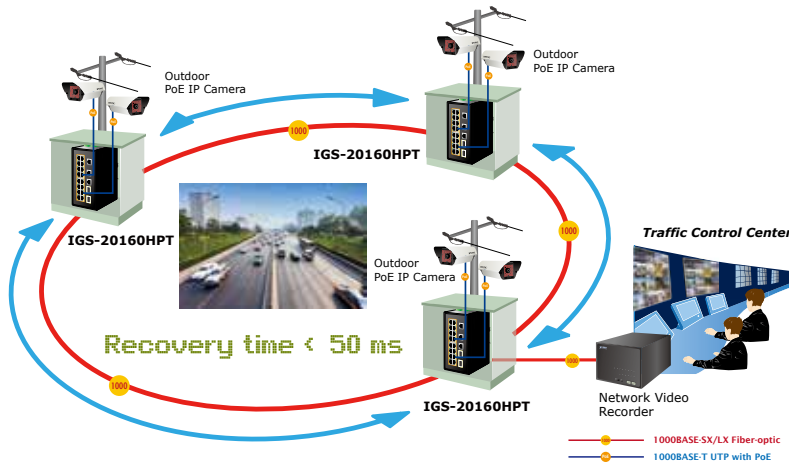 Outdoor
PoE IP Camera
Outdoor
PoE IP Camera
1000
IGS-20160HPT
IGS-20160HPT
1000
Traffic Control Center
Outdoor
PoE IP Camera
Recovery time < 50 ms
1000
1000
IGS-20160HPT
Network Video
Recorder
1000BASE-SX/LX Fiber-optic
1000BASE-T UTP with PoE